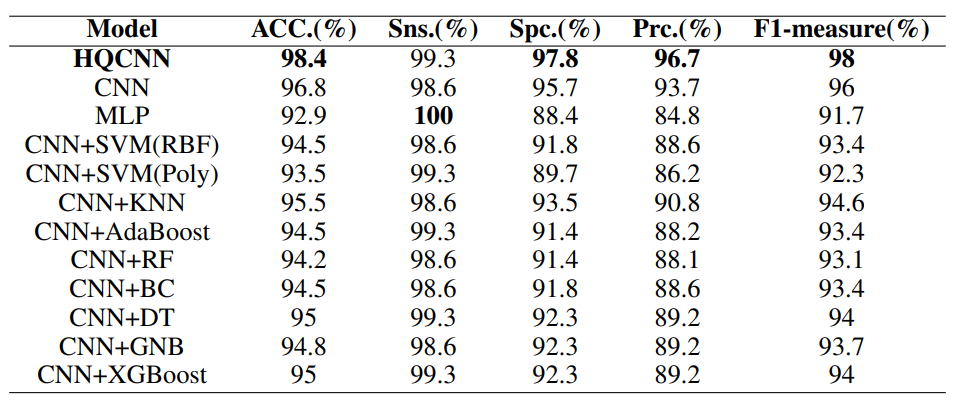 Model ACC.(%) Sns.(%) Spc.(%) Prc.(%) F1-measure(%)
HQCNN 98.4 99.3 97.8 96.7 98
CNN 96.8 98.6 95.7 93.7 96
MLP 92.9 100 88.4 84.8 91.7
CNN+SVM(RBF) 94.5 98.6 91.8 88.6 93.4
CNN+SVM(Poly) 93.5 99.3 89.7 86.2 92.3
CNN+KNN 95.5 98.6 93.5 90.8 94.6
CNN+AdaBoost 94.5 99.3 91.4 88.2 93.4
CNN+RF 94.2 98.6 91.4 88.1 93.1
CNN+BC 94.5 98.6 91.8 88.6 93.4
CNN+DT 95 99.3 92.3 89.2 94
CNN+GNB 94.8 98.6 92.3 89.2 93.7
CNN+XGBoost 95 99.3 92.3 89.2 94